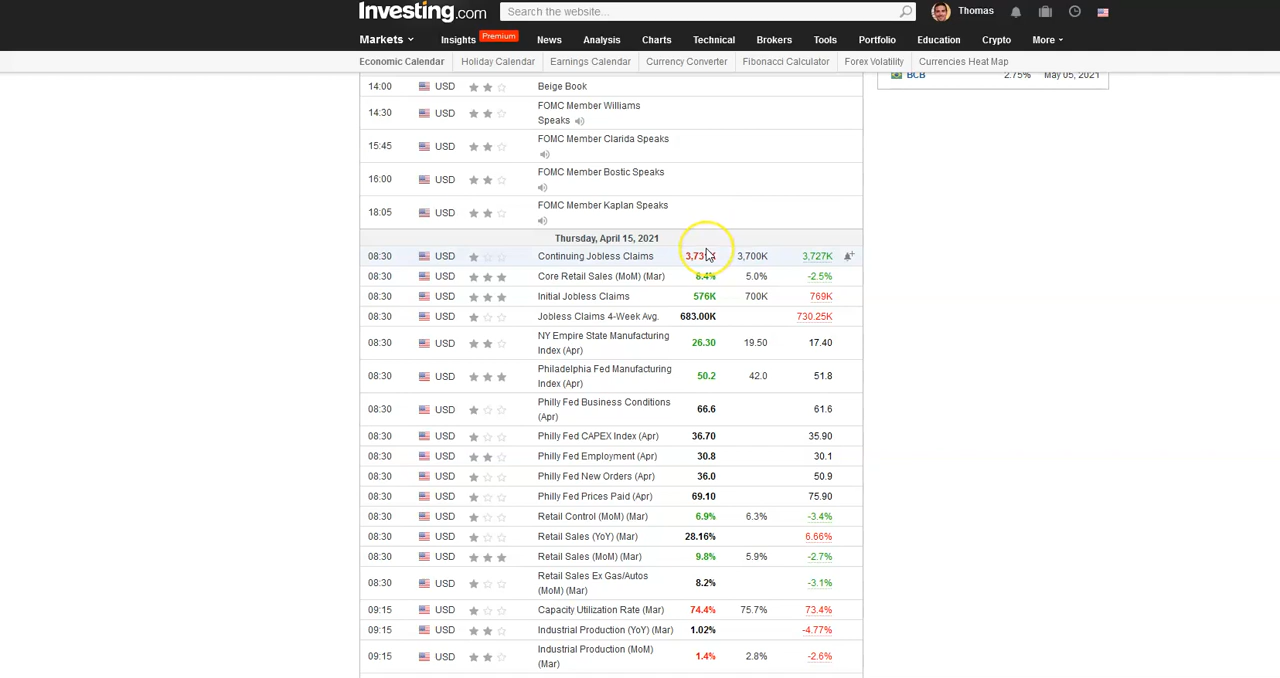 Investing.com
Search the website...
Thomas
Markets
Insights Premium
News
Analysis
Charts
Technical
Brokers
Tools
Portfolio
Education
Crypto
More
Economic Calendar
Holiday Calendar
Earnings Calendar
Currency Converter
Fibonacci Calculator
Forex Volatility
Currencies Heat Map
BCB 2.75% May 05, 2021
14:00 USD Beige Book
14:30 USD FOMC Member Williams
Speaks
15:45 USD FOMC Member Clarida Speaks
16:00 USD FOMC Member Bostic Speaks
18:05 USD FOMC Member Kaplan Speaks
Thursday, April 15, 2021
08:30 USD Continuing Jobless Claims 3,700K 3,727K
08:30 USD Core Retail Sales (MoM) (Mar) 8.4% 5.0% -2.5%
08:30 USD Initial Jobless Claims 576K 700K 769K
08:30 USD Jobless Claims 4-Week Avg. 683.00K 730.25K
08:30 USD NY Empire State Manufacturing
Index (Apr) 26.30 19.50 17.40
08:30 USD Philadelphia Fed Manufacturing
Index (Apr) 50.2 42.0 51.8
08:30 USD Philly Fed Business Conditions
(Apr) 66.6 61.6
08:30 USD Philly Fed CAPEX Index (Apr) 36.70 35.90
08:30 USD Philly Fed Employment (Apr) 30.8 30.1
08:30 USD Philly Fed New Orders (Apr) 36.0 50.9
08:30 USD Philly Fed Prices Paid (Apr) 69.10 75.90
08:30 USD Retail Control (MoM) (Mar) 6.9% 6.3% -3.4%
08:30 USD Retail Sales (YoY) (Mar) 28.16% 6.66%
08:30 USD Retail Sales (MoM) (Mar) 9.8% 5.9% -2.7%
08:30 USD Retail Sales Ex Gas/Autos
(MoM) (Mar) 8.2% -3.1%
09:15 USD Capacity Utilization Rate (Mar) 74.4% 75.7% 73.4%
09:15 USD Industrial Production (YoY) (Mar) 1.02% -4.77%
09:15 USD Industrial Production (MoM)
(Mar) 1.4% 2.8% -2.6%